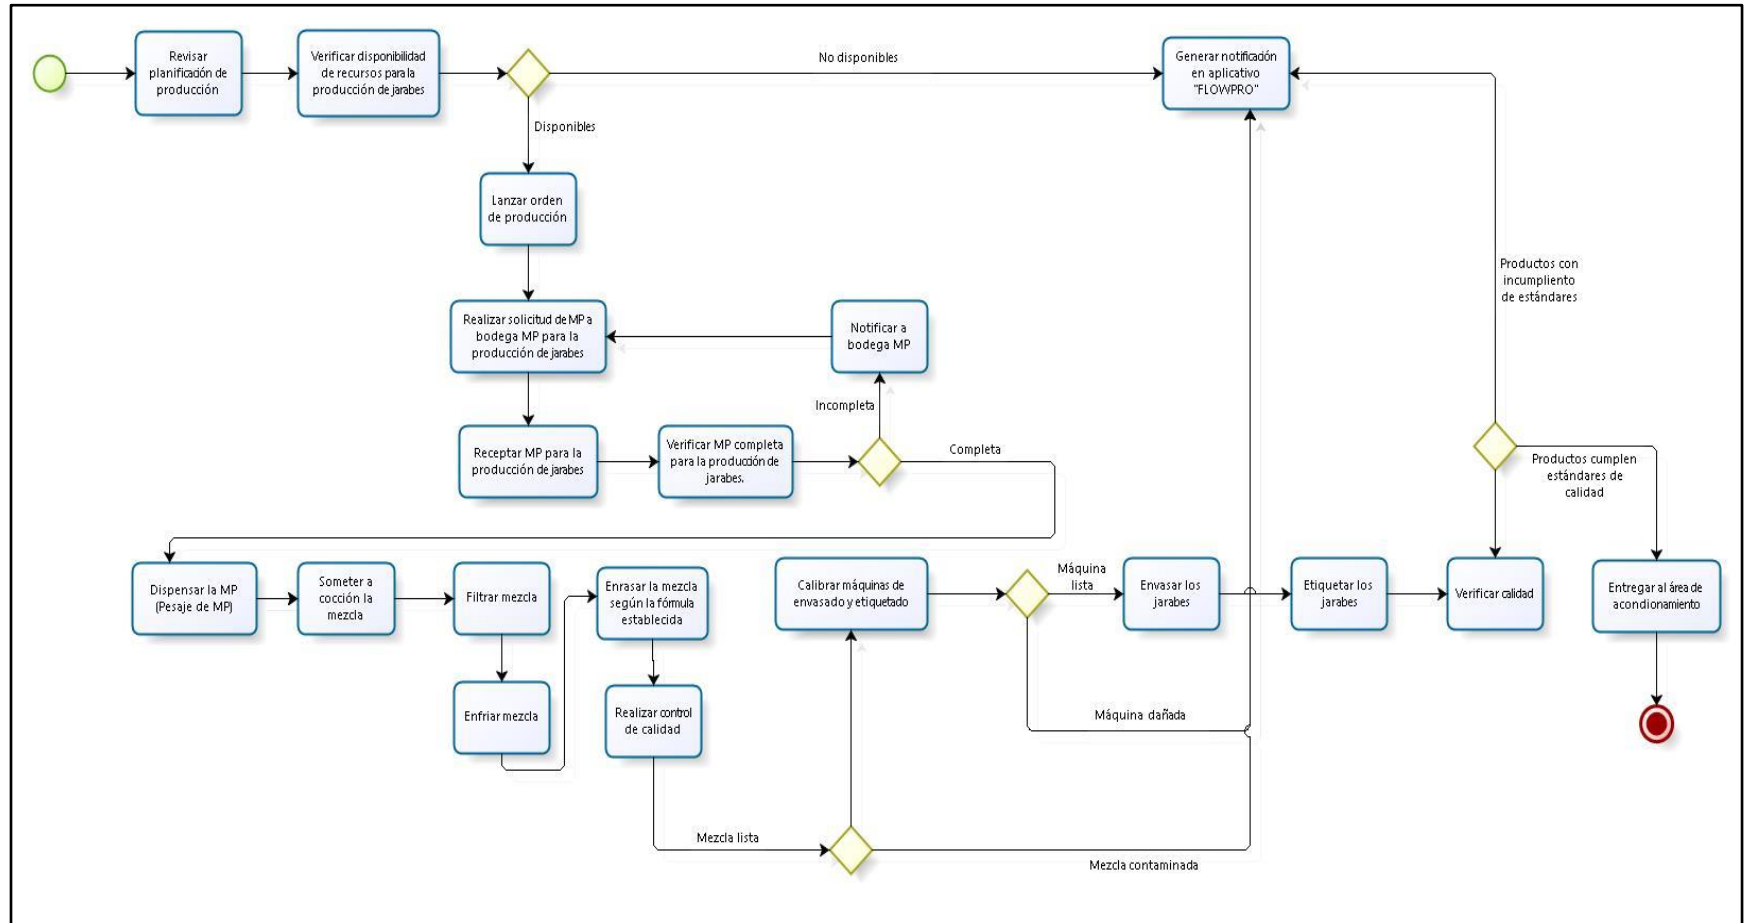 Revisar
planificación de
producción
Verificar disponibilidad
de recursos para la
producción de jarabes
No disponibles
Generar notificación
en aplicativo
"FLOWPRO"
Disponibles
Lanzar orden
de producción
Productos con
incumpliento
de estándares
Realizar solicitud de MP a
bodega MP para la
producción de jarabes
Notificar a
bodega MP
Incompleta
Receptar MP para la
producción de jarabes
Verificar MP completa
para la producción de
jarabes.
Completa
Productos cumplen
estándares de
calidad
Dispensar la MP
(Pesaje de MP)
Someter a
cocción la
mezcla
Filtrar mezcla
Enrasar la mezcla
según la fórmula
establecida
Calibrar máquinas de
envasado y etiquetado
Máquina
lista
Envasar los
jarabes
Etiquetar los
jarabes
Verificar calidad
Entregar al área de
acondionamiento
Enfriar mezcla
Realizar control
de calidad
Máquina dañada
Mezcla lista
Mezcla contaminada